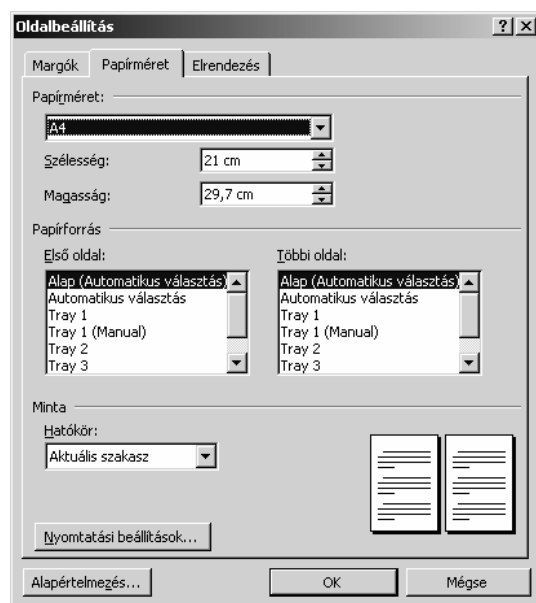 Oldalbeállítás
Margók Papírméret Elrendezés
Papírméret:
A4
Szélesség: 21 cm
Magasság: 29,7 cm
Papírforrás
Első oldal: Többi oldal:
Alap (Automatikus választás) Alap (Automatikus választás)
Automatikus választás Automatikus választás
Tray 1 Tray 1
Tray 1 (Manual) Tray 1 (Manual)
Tray 2 Tray 2
Tray 3 Tray 3
Minta
Hatókör:
Aktuális szakasz
Nyomtatási beállítások...
Alapértelmezés... OK Mégse